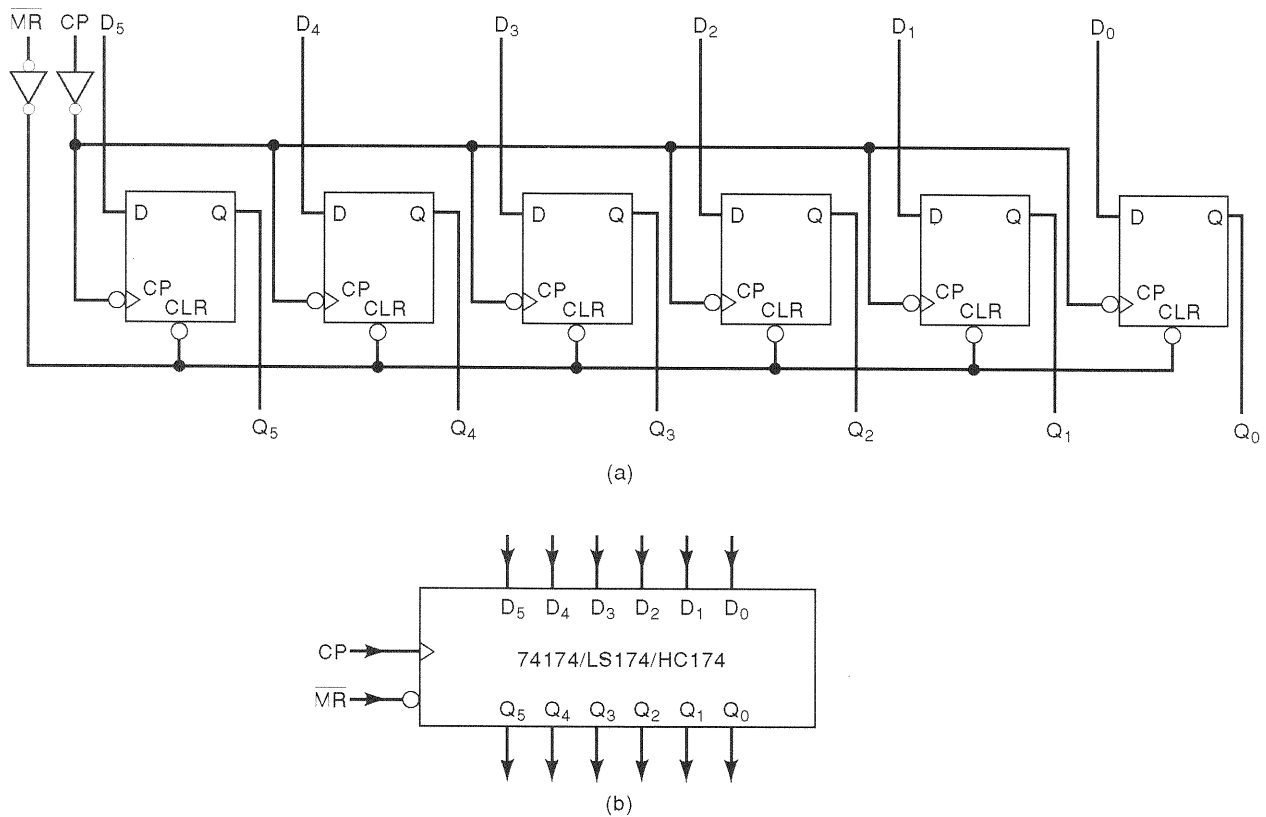 M̅R̅ CP D₅ D₄ D₃ D₂ D₁ D₀
D Q D Q D Q D Q D Q D Q
CP CP CP CP CP CP
CLR CLR CLR CLR CLR CLR
Q₅ Q₄ Q₃ Q₂ Q₁ Q₀
(a)
D₅ D₄ D₃ D₂ D₁ D₀
CP 74174/LS174/HC174
M̅R̅
Q₅ Q₄ Q₃ Q₂ Q₁ Q₀
(b)